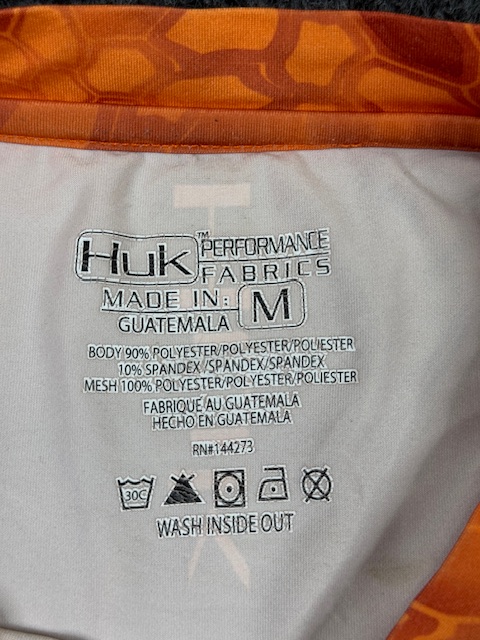 Huk™ PERFORMANCE
FABRICS
MADE IN: M
GUATEMALA
BODY 90% POLYESTER/POLYESTER/POLIESTER
10% SPANDEX /SPANDEX/SPANDEX
MESH 100% POLYESTER/POLYESTER/POLIESTER
FABRIQUE AU GUATEMALA
HECHO EN GUATEMALA
RN#144273
30C
WASH INSIDE OUT